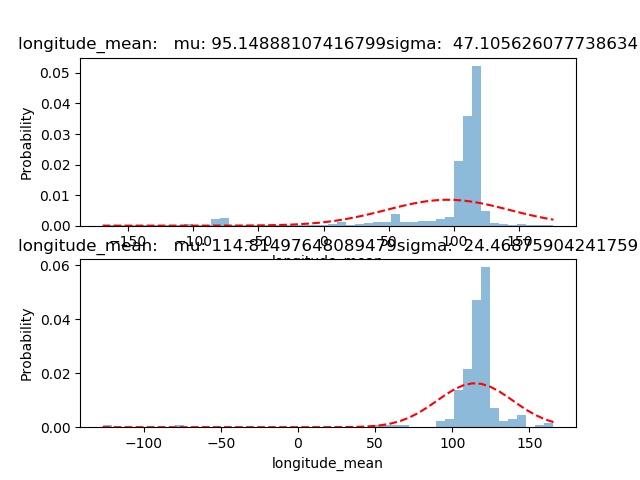 longitude_mean: mu: 95.14888107416799sigma: 47.105626077738634
0.05
0.04
0.03
0.02
0.01
0.00
Probability
−150 −100 −50 0 50 100 150
longitude_mean
longitude_mean: mu: 114.81497648089479sigma: 24.46875904241759
0.06
0.04
0.02
0.00
Probability
−100 −50 0 50 100 150
longitude_mean